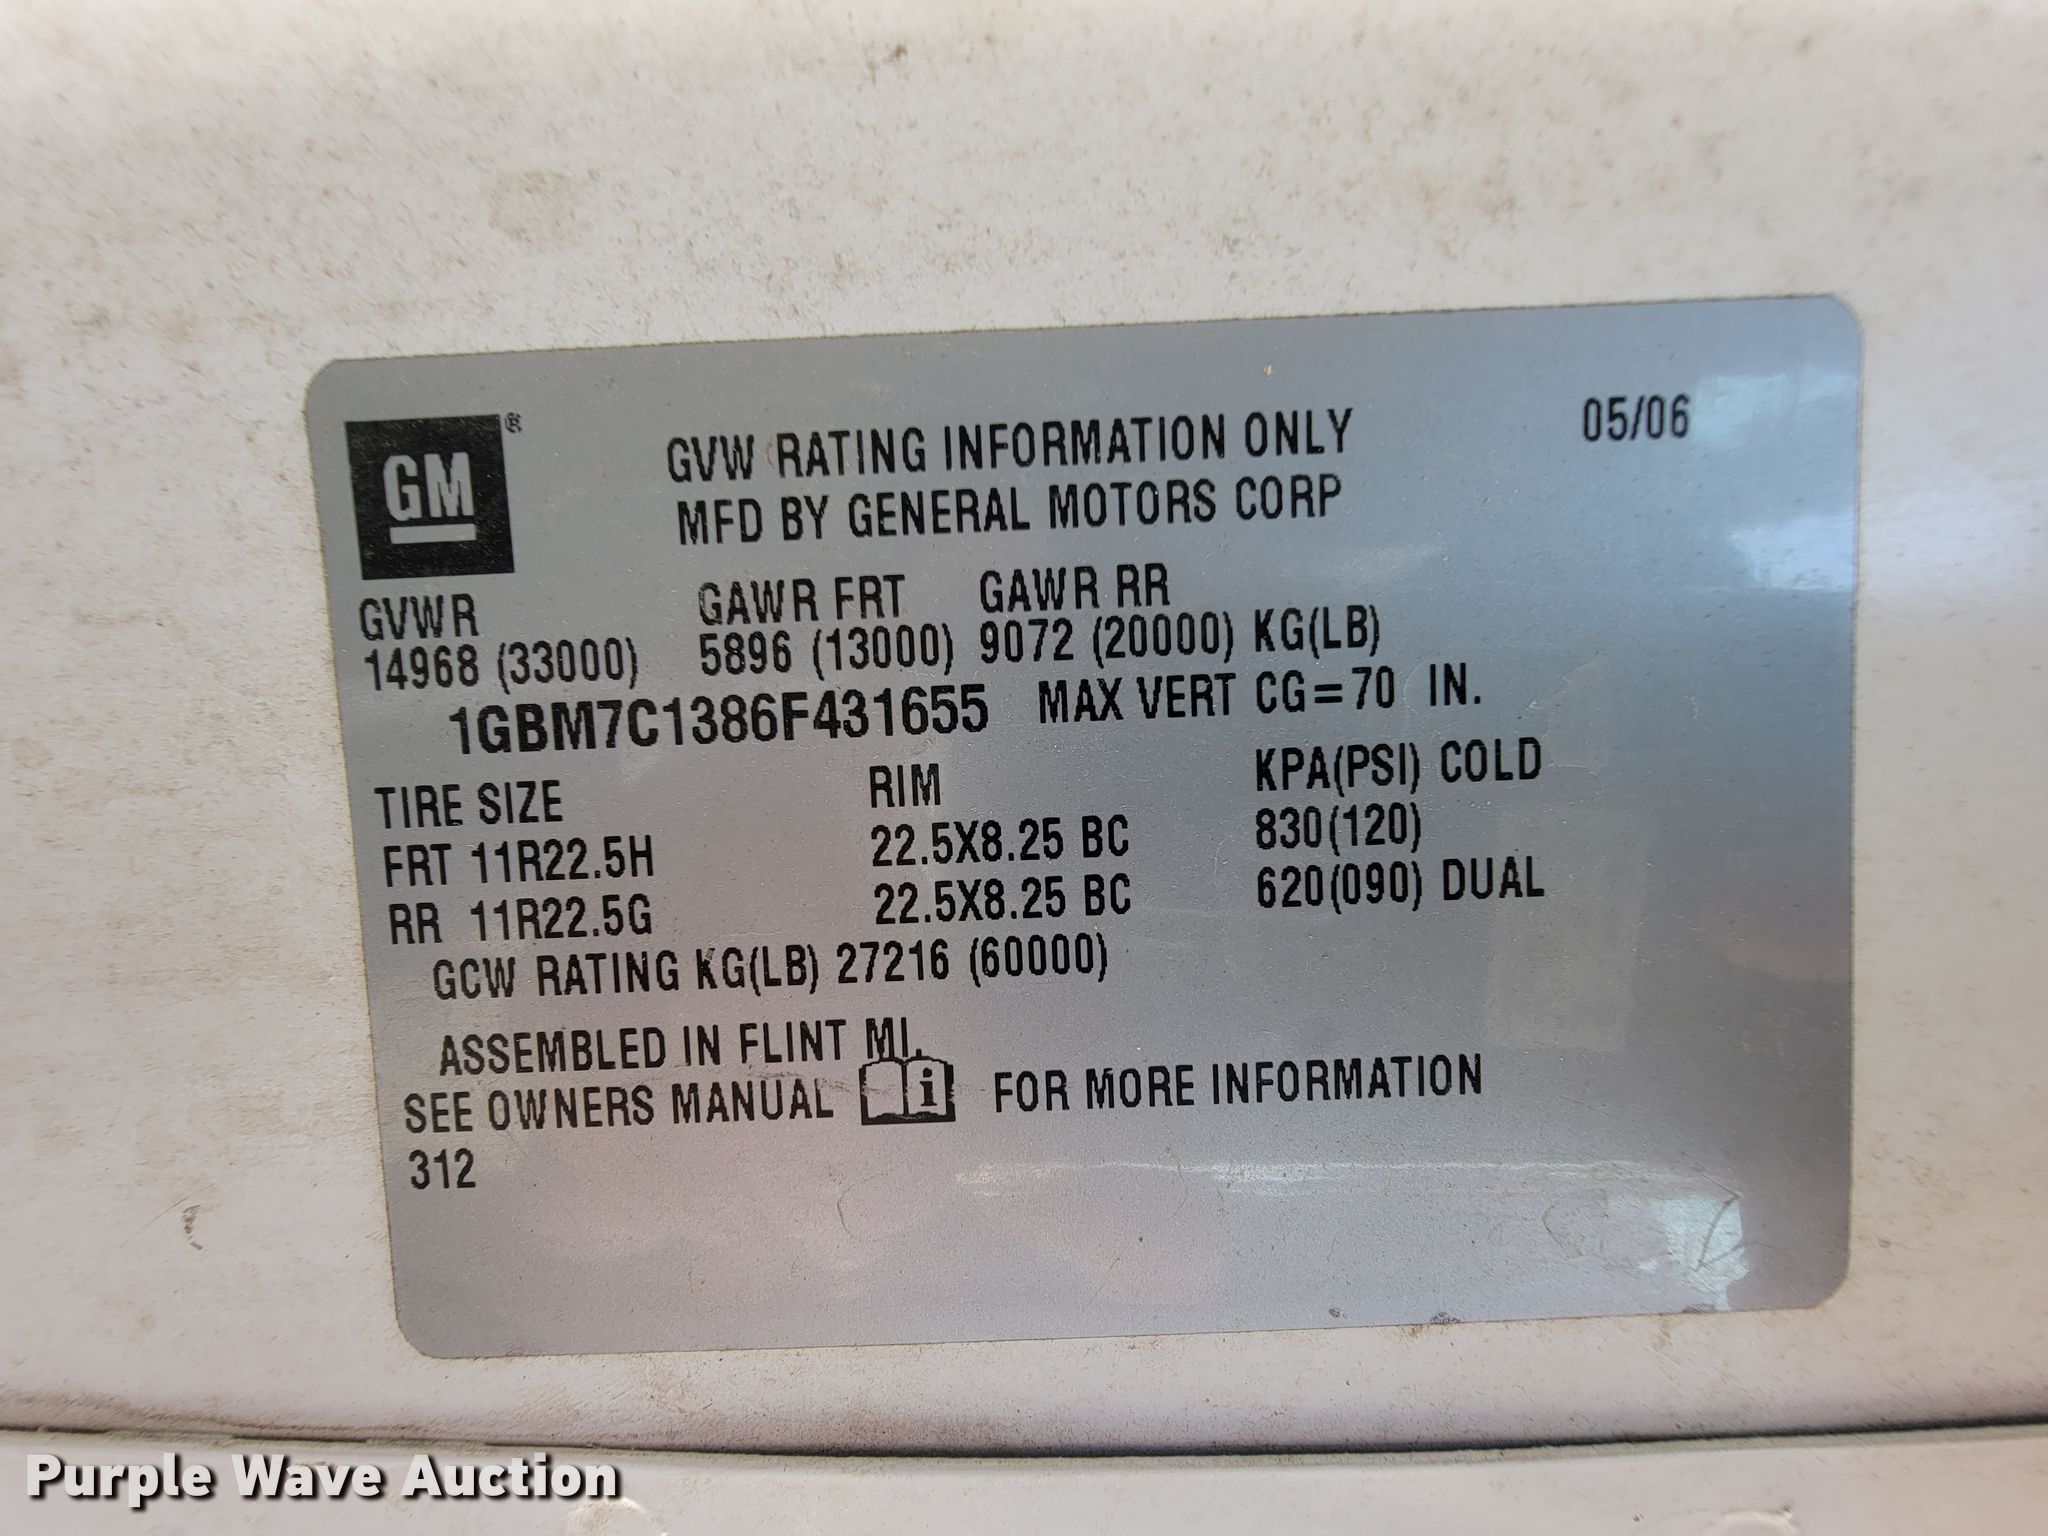 GM ®
GVW RATING INFORMATION ONLY 05/06
MFD BY GENERAL MOTORS CORP
GVWR GAWR FRT GAWR RR
14968 (33000) 5896 (13000) 9072 (20000) KG(LB)
1GBM7C1386F431655 MAX VERT CG=70 IN.
TIRE SIZE RIM KPA(PSI) COLD
FRT 11R22.5H 22.5X8.25 BC 830(120)
RR 11R22.5G 22.5X8.25 BC 620(090) DUAL
GCW RATING KG(LB) 27216 (60000)
ASSEMBLED IN FLINT MI.
SEE OWNERS MANUAL i FOR MORE INFORMATION
312
Purple Wave Auction